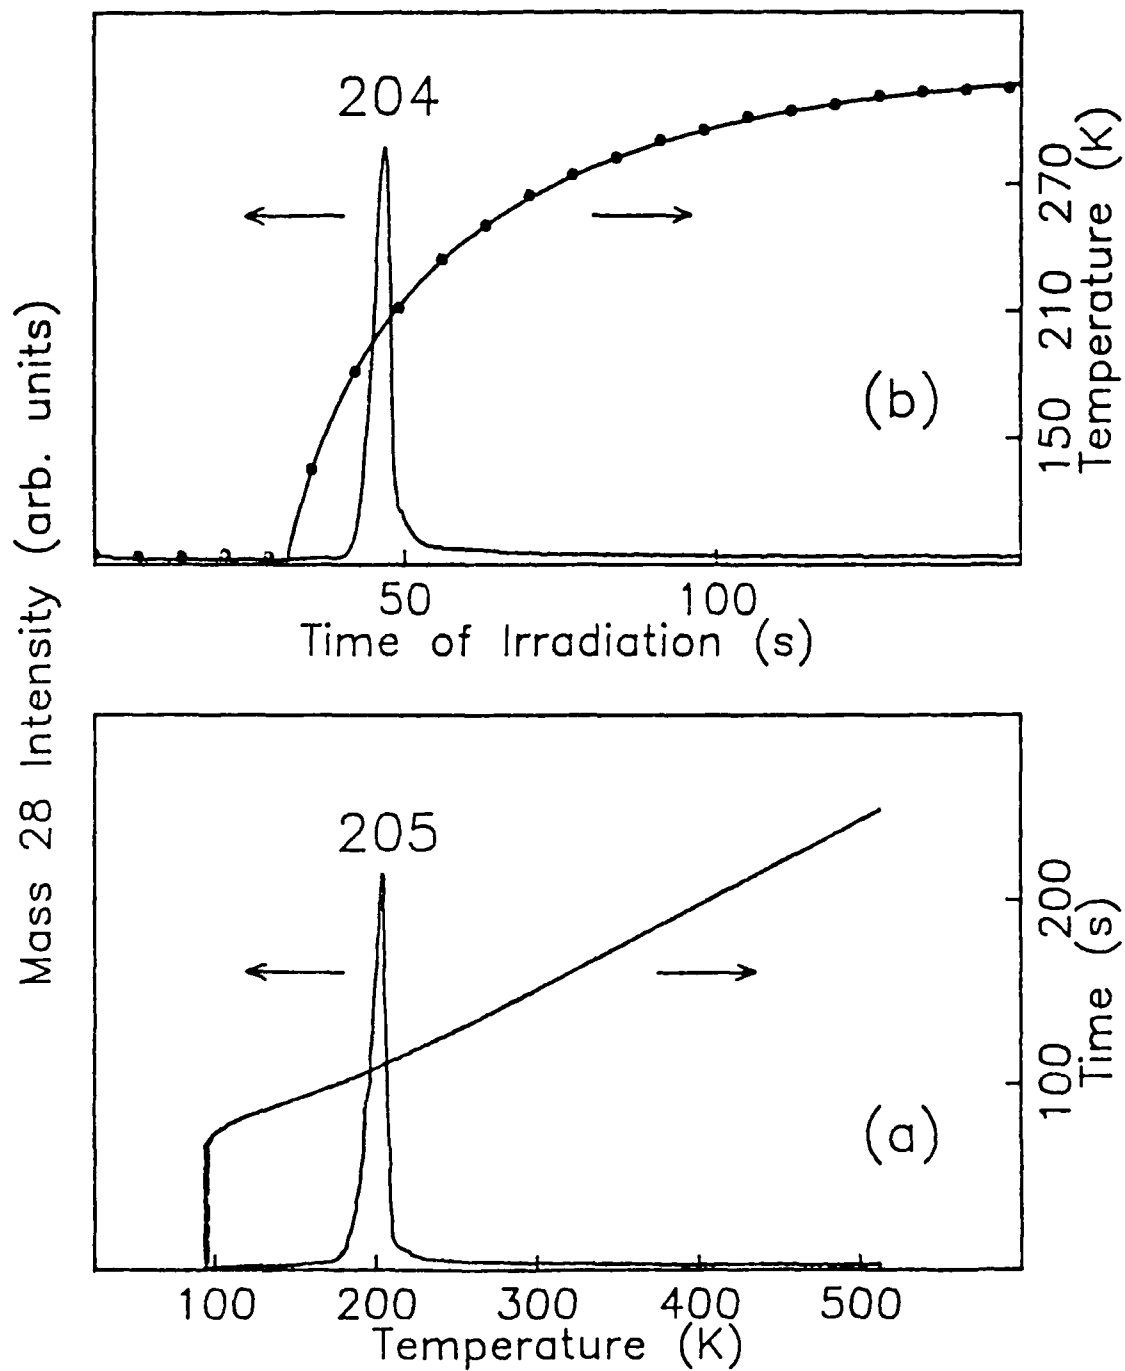 204
270
210
150
Temperature (K)
(b)
50
100
Time of Irradiation (s)
Mass 28 Intensity (arb. units)
205
200
100
Time (s)
(a)
100
200
300
400
500
Temperature (K)